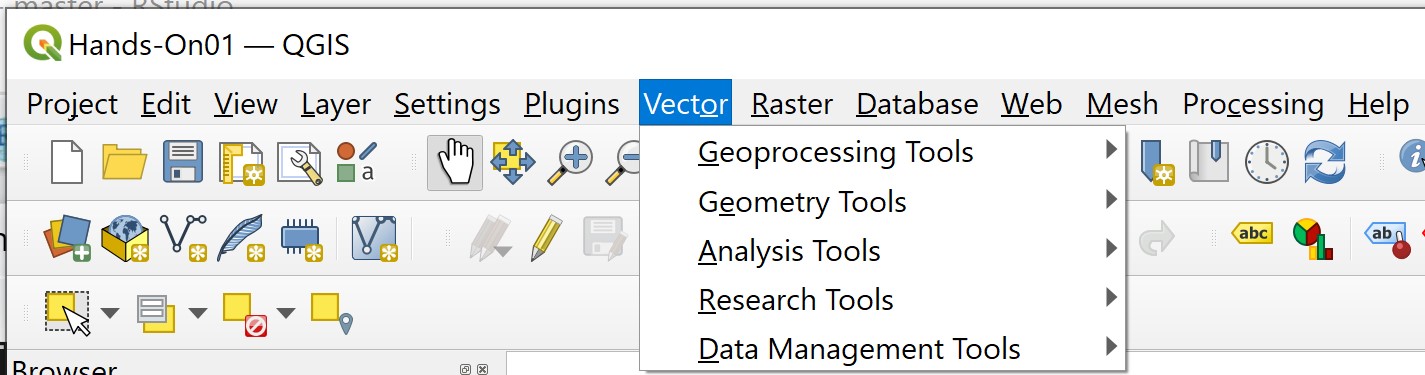 master - RStudio
Hands-On01 — QGIS
Project Edit View Layer Settings Plugins Vector Raster Database Web Mesh Processing Help
Geoprocessing Tools
Geometry Tools
a
Analysis Tools
abc
ab
Research Tools
Data Management Tools
Browser